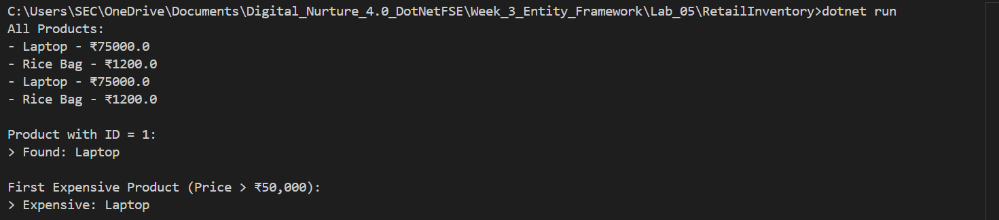 C:\Users\SEC\OneDrive\Documents\Digital_Nurture_4.0_DotNetFSE\Week_3_Entity_Framework\Lab_05\RetailInventory>dotnet run
All Products:
- Laptop - ₹75000.0
- Rice Bag - ₹1200.0
- Laptop - ₹75000.0
- Rice Bag - ₹1200.0
Product with ID = 1:
> Found: Laptop
First Expensive Product (Price > ₹50,000):
> Expensive: Laptop